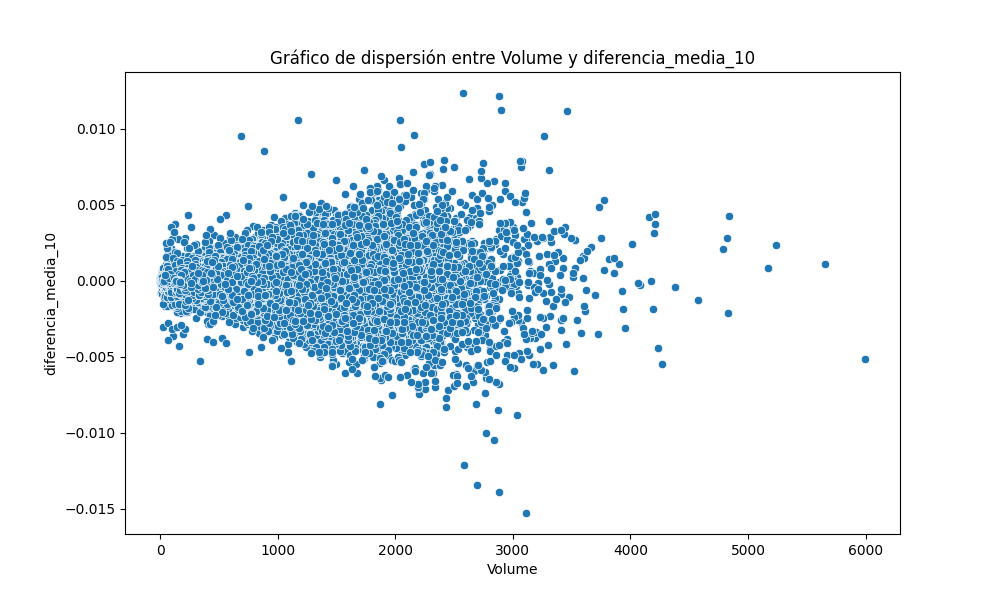 Gráfico de dispersión entre Volume y diferencia_media_10
diferencia_media_10
0.010
0.005
0.000
−0.005
−0.010
−0.015
0 1000 2000 3000 4000 5000 6000
Volume